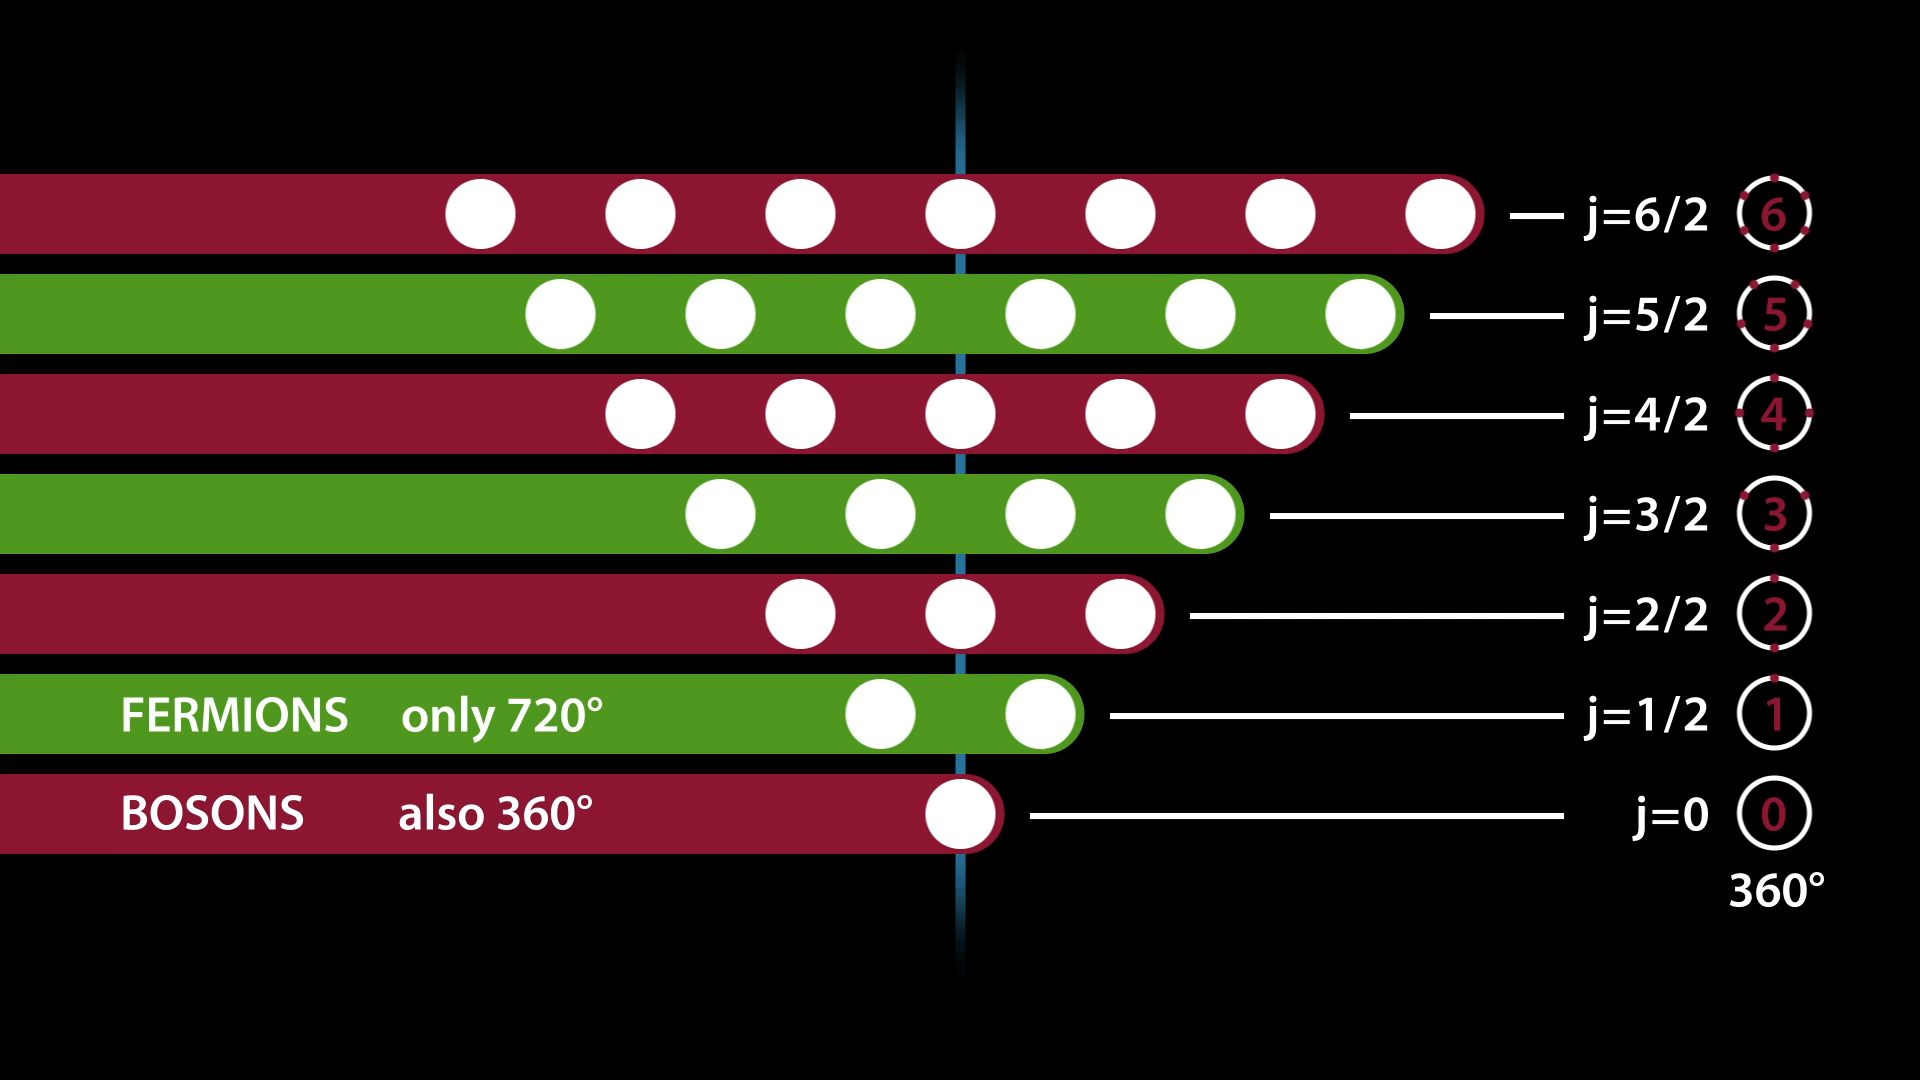 j=6/2 6
j=5/2 5
j=4/2 4
j=3/2 3
j=2/2 2
FERMIONS only 720° j=1/2 1
BOSONS also 360° j=0 0
360°